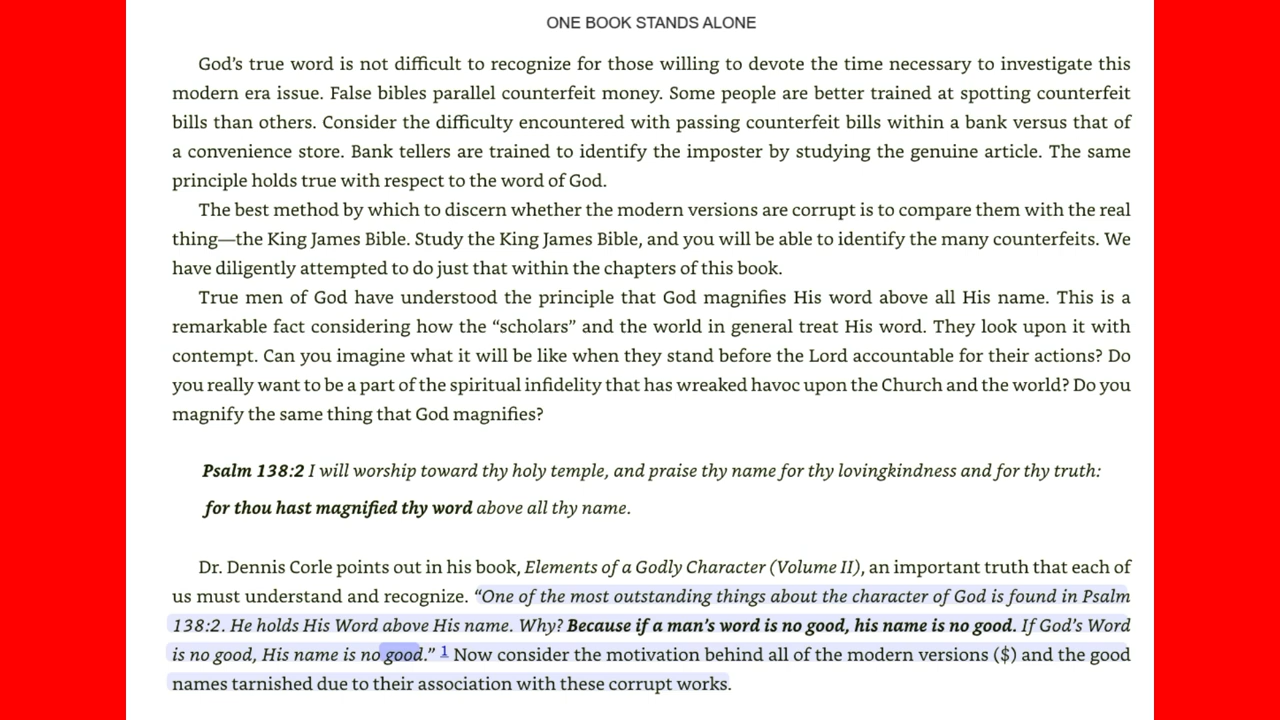 ONE BOOK STANDS ALONE
God’s true word is not difficult to recognize for those willing to devote the time necessary to investigate this
modern era issue. False bibles parallel counterfeit money. Some people are better trained at spotting counterfeit
bills than others. Consider the difficulty encountered with passing counterfeit bills within a bank versus that of
a convenience store. Bank tellers are trained to identify the imposter by studying the genuine article. The same
principle holds true with respect to the word of God.
The best method by which to discern whether the modern versions are corrupt is to compare them with the real
thing—the King James Bible. Study the King James Bible, and you will be able to identify the many counterfeits. We
have diligently attempted to do just that within the chapters of this book.
True men of God have understood the principle that God magnifies His word above all His name. This is a
remarkable fact considering how the “scholars” and the world in general treat His word. They look upon it with
contempt. Can you imagine what it will be like when they stand before the Lord accountable for their actions? Do
you really want to be a part of the spiritual infidelity that has wreaked havoc upon the Church and the world? Do you
magnify the same thing that God magnifies?
Psalm 138:2 I will worship toward thy holy temple, and praise thy name for thy lovingkindness and for thy truth:
for thou hast magnified thy word above all thy name.
Dr. Dennis Corle points out in his book, Elements of a Godly Character (Volume II), an important truth that each of
us must understand and recognize. “One of the most outstanding things about the character of God is found in Psalm
138:2. He holds His Word above His name. Why? Because if a man’s word is no good, his name is no good. If God’s Word
is no good, His name is no good.” 1 Now consider the motivation behind all of the modern versions ($) and the good
names tarnished due to their association with these corrupt works.